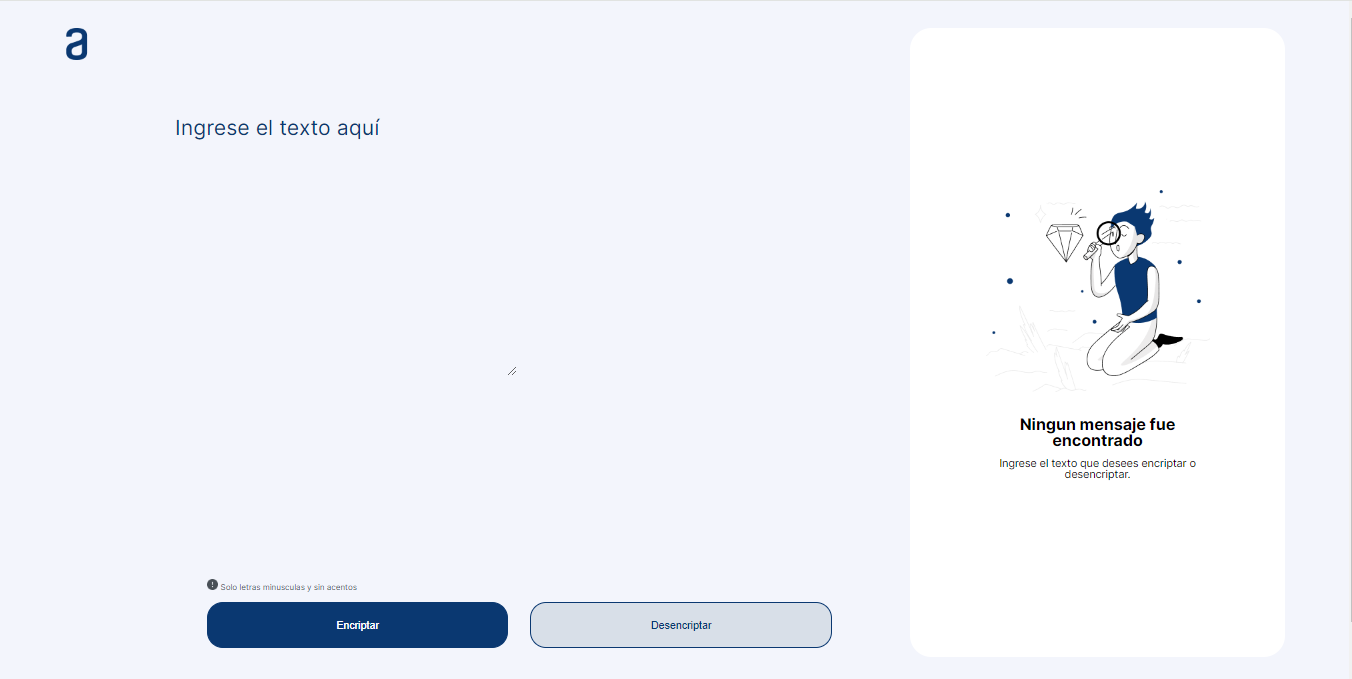 a
Ingrese el texto aquí
Ningun mensaje fue
encontrado
Ingrese el texto que desees encriptar o
desencriptar.
! Solo letras minusculas y sin acentos
Encriptar
Desencriptar